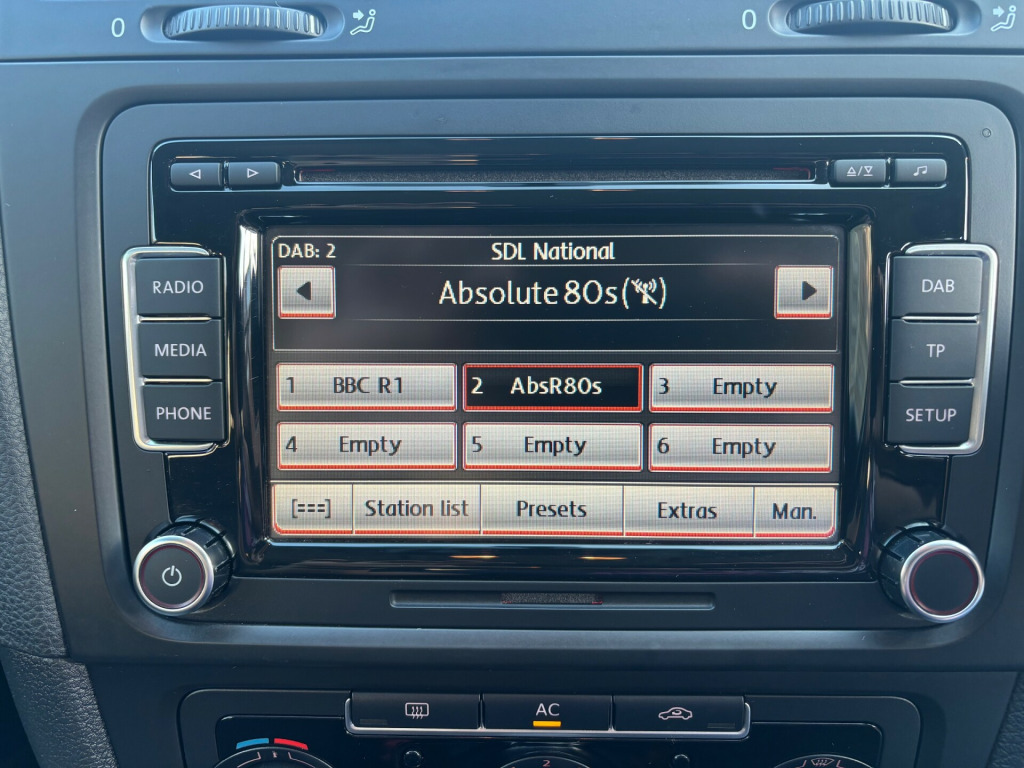 0
0
DAB: 2
SDL National
Absolute 80s
1 BBC R1
2 AbsR80s
3 Empty
4 Empty
5 Empty
6 Empty
[===]
Station list
Presets
Extras
Man.
RADIO
MEDIA
PHONE
DAB
TP
SETUP
AC
2